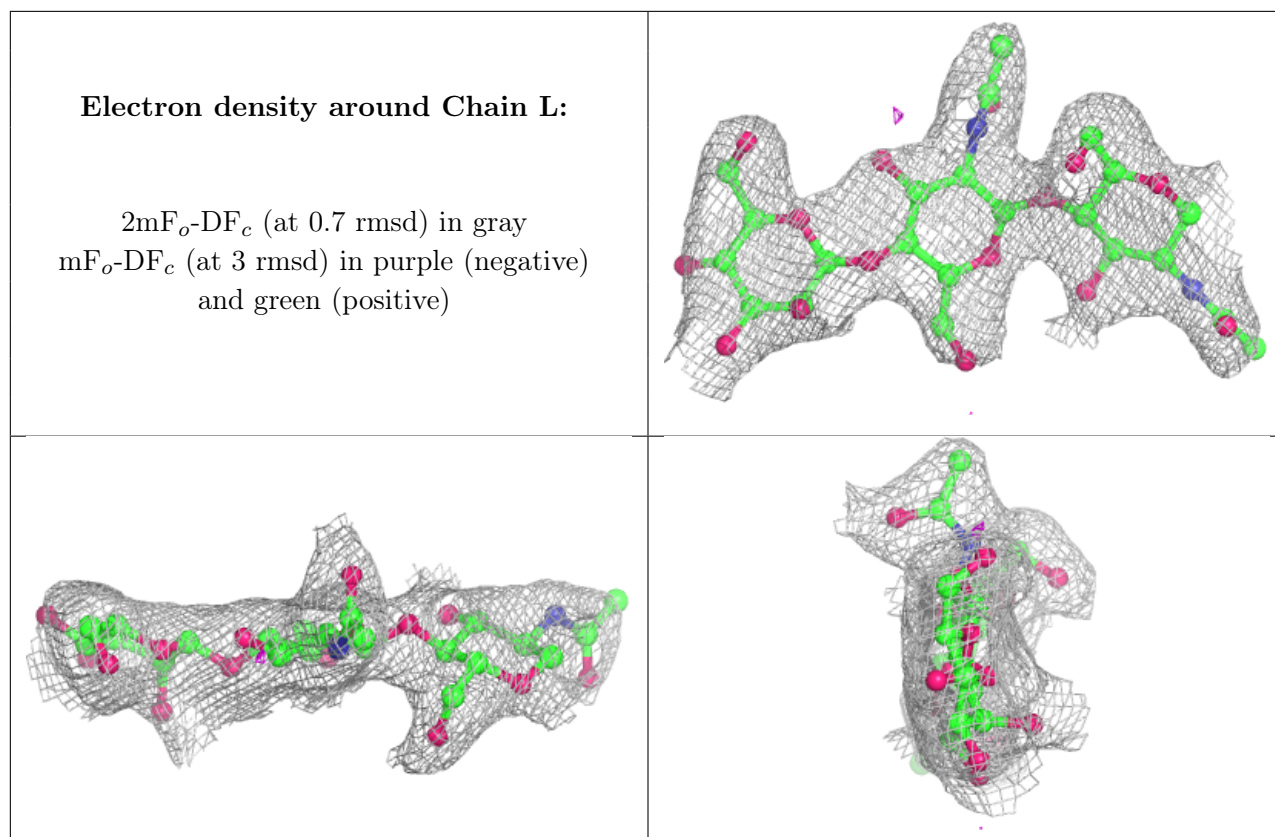 Electron density around Chain L:
2mFo-DFc (at 0.7 rmsd) in gray
mFo-DFc (at 3 rmsd) in purple (negative)
and green (positive)